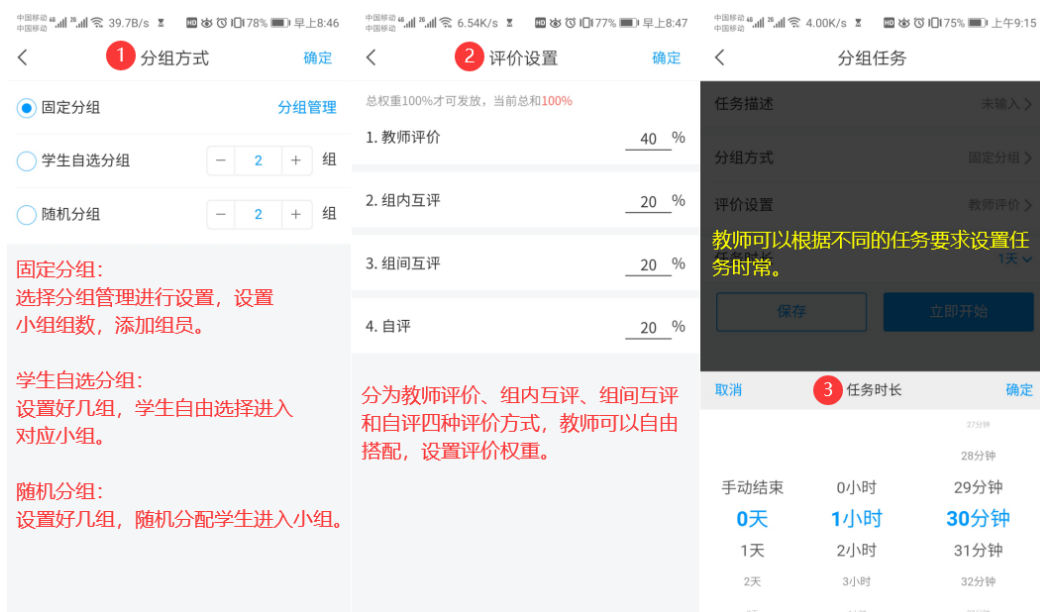 中国移动 中国移动 39.7B/s 78% 早上8:46
1 分组方式 确定
固定分组 分组管理
学生自选分组 − 2 + 组
随机分组 − 2 + 组
固定分组：
选择分组管理进行设置，设置
小组组数，添加组员。
学生自选分组：
设置好几组，学生自由选择进入
对应小组。
随机分组：
设置好几组，随机分配学生进入小组。
中国移动 中国移动 6.54K/s 77% 早上8:47
2 评价设置 确定
总权重100%才可发放，当前总和100%
1. 教师评价 40 %
2. 组内互评 20 %
3. 组间互评 20 %
4. 自评 20 %
分为教师评价、组内互评、组间互评
和自评四种评价方式，教师可以自由
搭配，设置评价权重。
中国移动 中国移动 4.00K/s 75% 上午9:15
分组任务
任务描述 未输入
分组方式 固定分组
评价设置 教师评价
教师可以根据不同的任务要求设置任
务时常。
任务时长 1天
保存 立即开始
取消 3 任务时长 确定
27分钟
28分钟
手动结束 0小时 29分钟
0天 1小时 30分钟
1天 2小时 31分钟
2天 3小时 32分钟